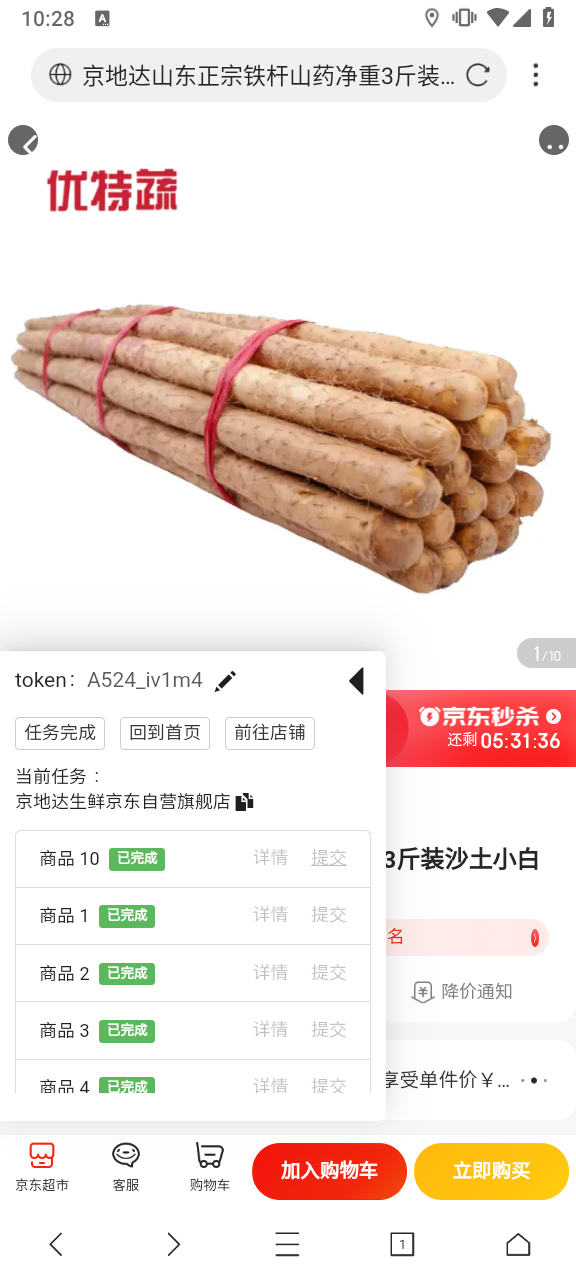 10:28
A
京地达山东正宗铁杆山药净重3斤装…
优特蔬
1/10
token： A524_iv1m4
京东秒杀
还剩 05:31:36
任务完成 回到首页 前往店铺
当前任务：
京地达生鲜京东自营旗舰店
3斤装沙土小白
商品 10 已完成 详情 提交
商品 1 已完成 详情 提交
名
商品 2 已完成 详情 提交
降价通知
商品 3 已完成 详情 提交
享受单件价￥…
商品 4 已完成 详情 提交
京东超市 客服 购物车 加入购物车 立即购买
1